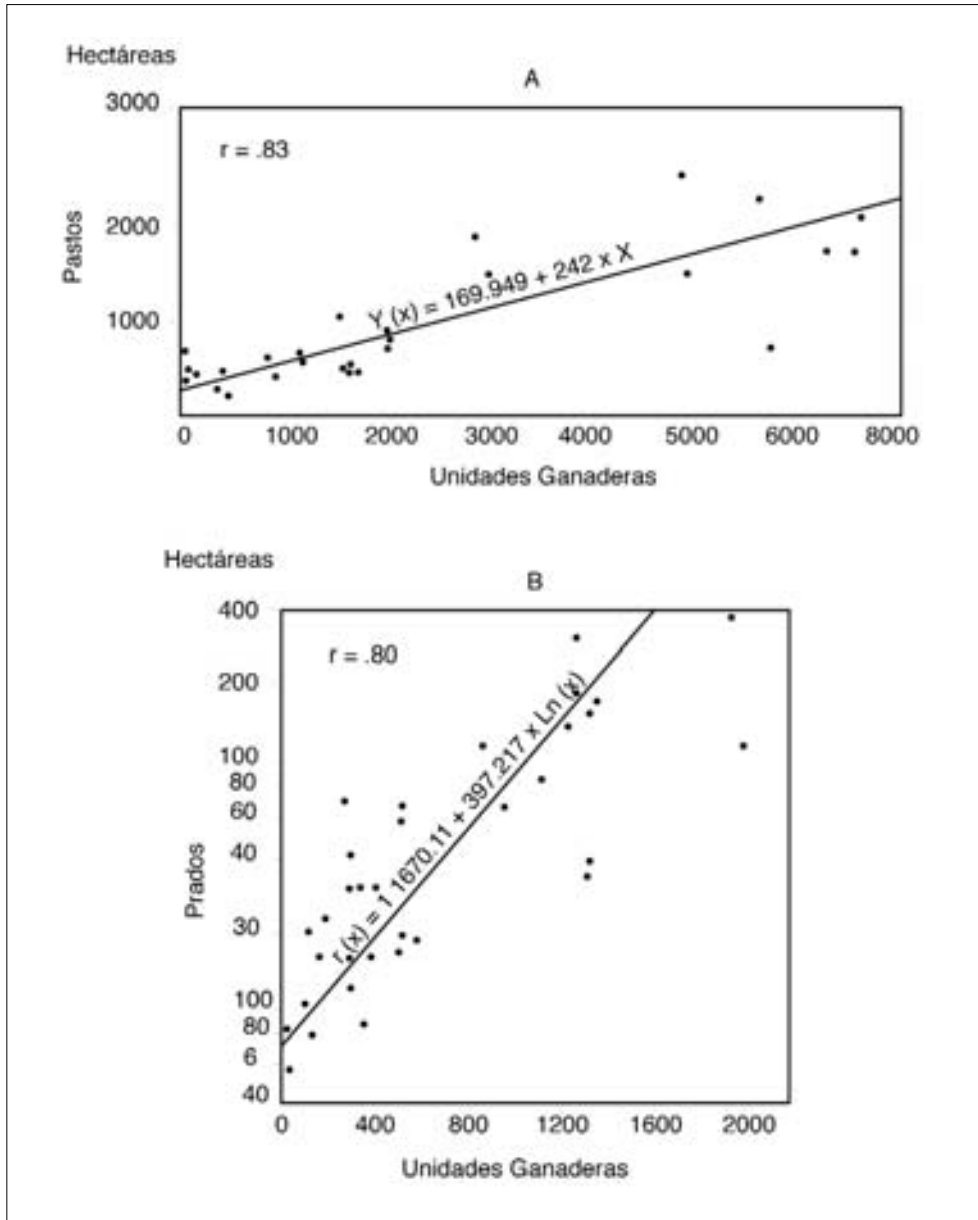 Hectáreas
A
3000
r = .83
2000
1000
Pastos
Y (x) = 169.949 + 242 x X
0 1000 2000 3000 4000 5000 6000 8000
Unidades Ganaderas
Hectáreas
B
400
r = .80
200
100
80
60
40
30
100
80
6
40
Prados
r (x) = 1 1670.11 + 397.217 x Ln (x)
0 400 800 1200 1600 2000
Unidades Ganaderas